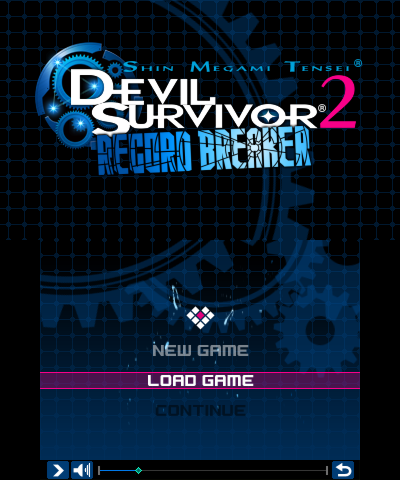 SHIN MEGAMI TENSEI®
DEVIL
SURVIVOR® 2
RECORD BREAKER
NEW GAME
LOAD GAME
CONTINUE